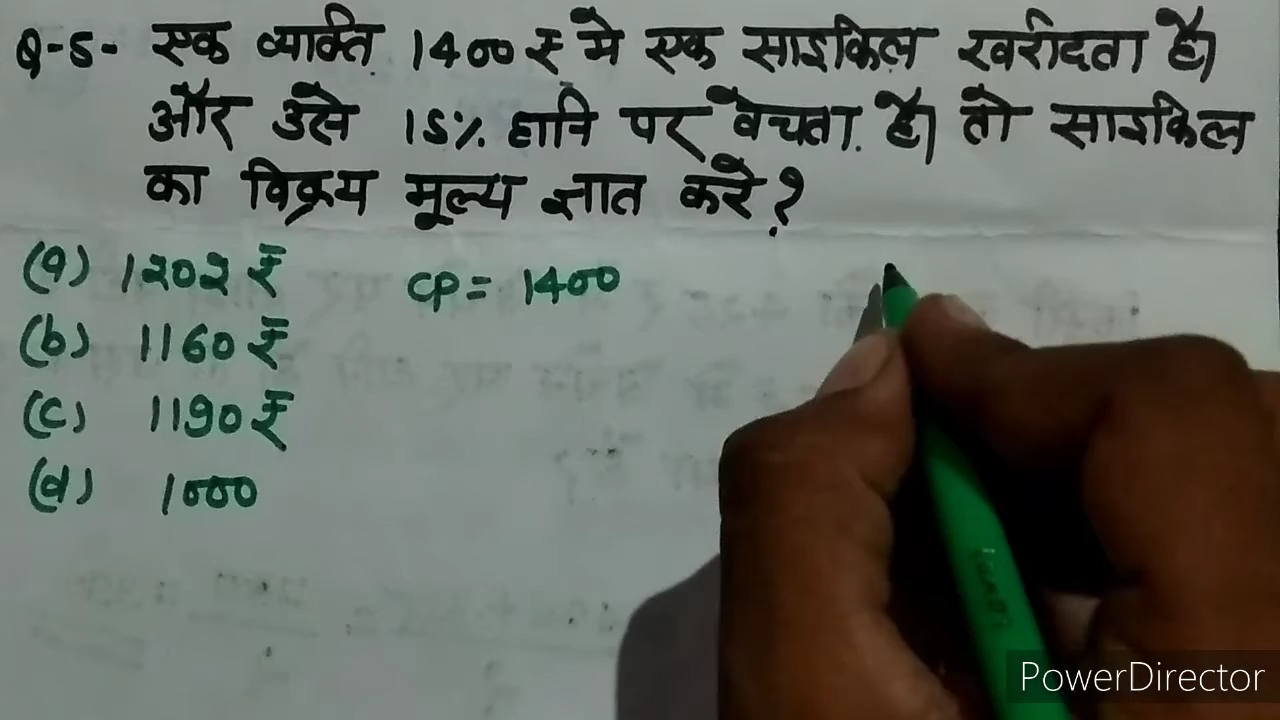 Q-5- एक व्यक्ति 1400 ₹ मे एक साइकिल खरीदता है।
और उसे 15% हानि पर वेचता है। तो साइकिल
का विक्रय मूल्य ज्ञात करे?
(a) 1202 ₹
CP = 1400
(b) 1160 ₹
(c) 1190 ₹
(d) 1000
PowerDirector